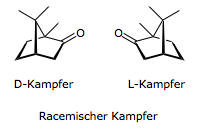 O O
D-Kampfer L-Kampfer
Racemischer Kampfer